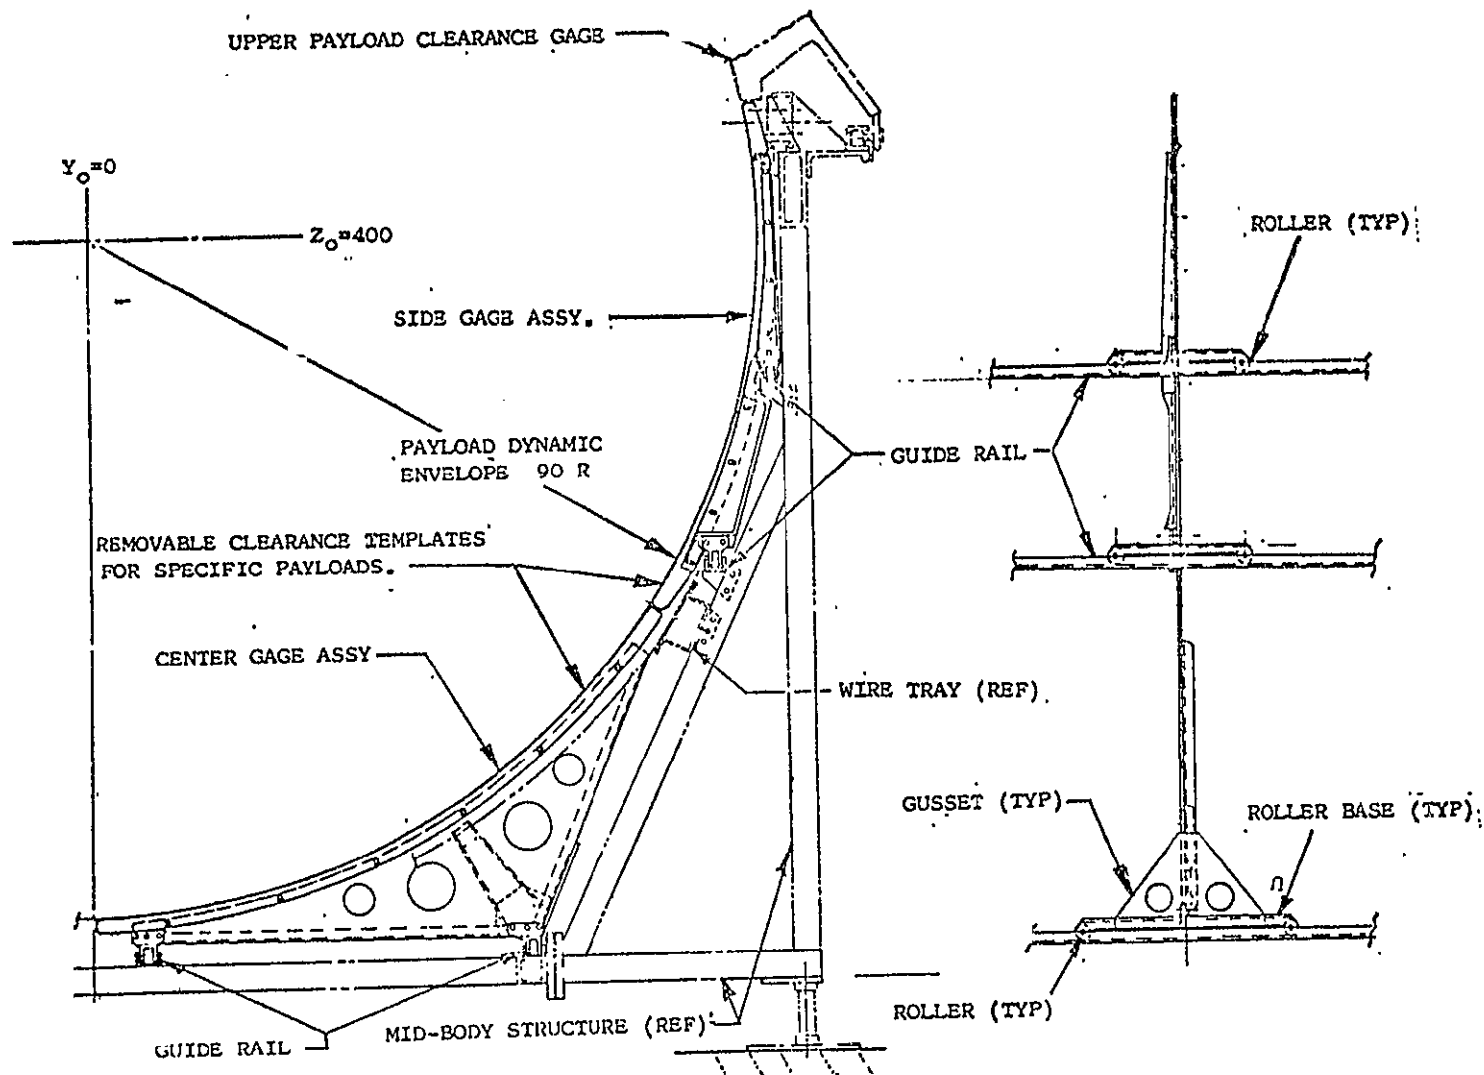 UPPER PAYLOAD CLEARANCE GAGE
Yo=0
Zo=400
ROLLER (TYP)
SIDE GAGE ASSY.
PAYLOAD DYNAMIC
ENVELOPE 90 R
GUIDE RAIL
REMOVABLE CLEARANCE TEMPLATES
FOR SPECIFIC PAYLOADS.
CENTER GAGE ASSY
WIRE TRAY (REF)
GUSSET (TYP)
ROLLER BASE (TYP)
ROLLER (TYP)
MID-BODY STRUCTURE (REF)
GUIDE RAIL